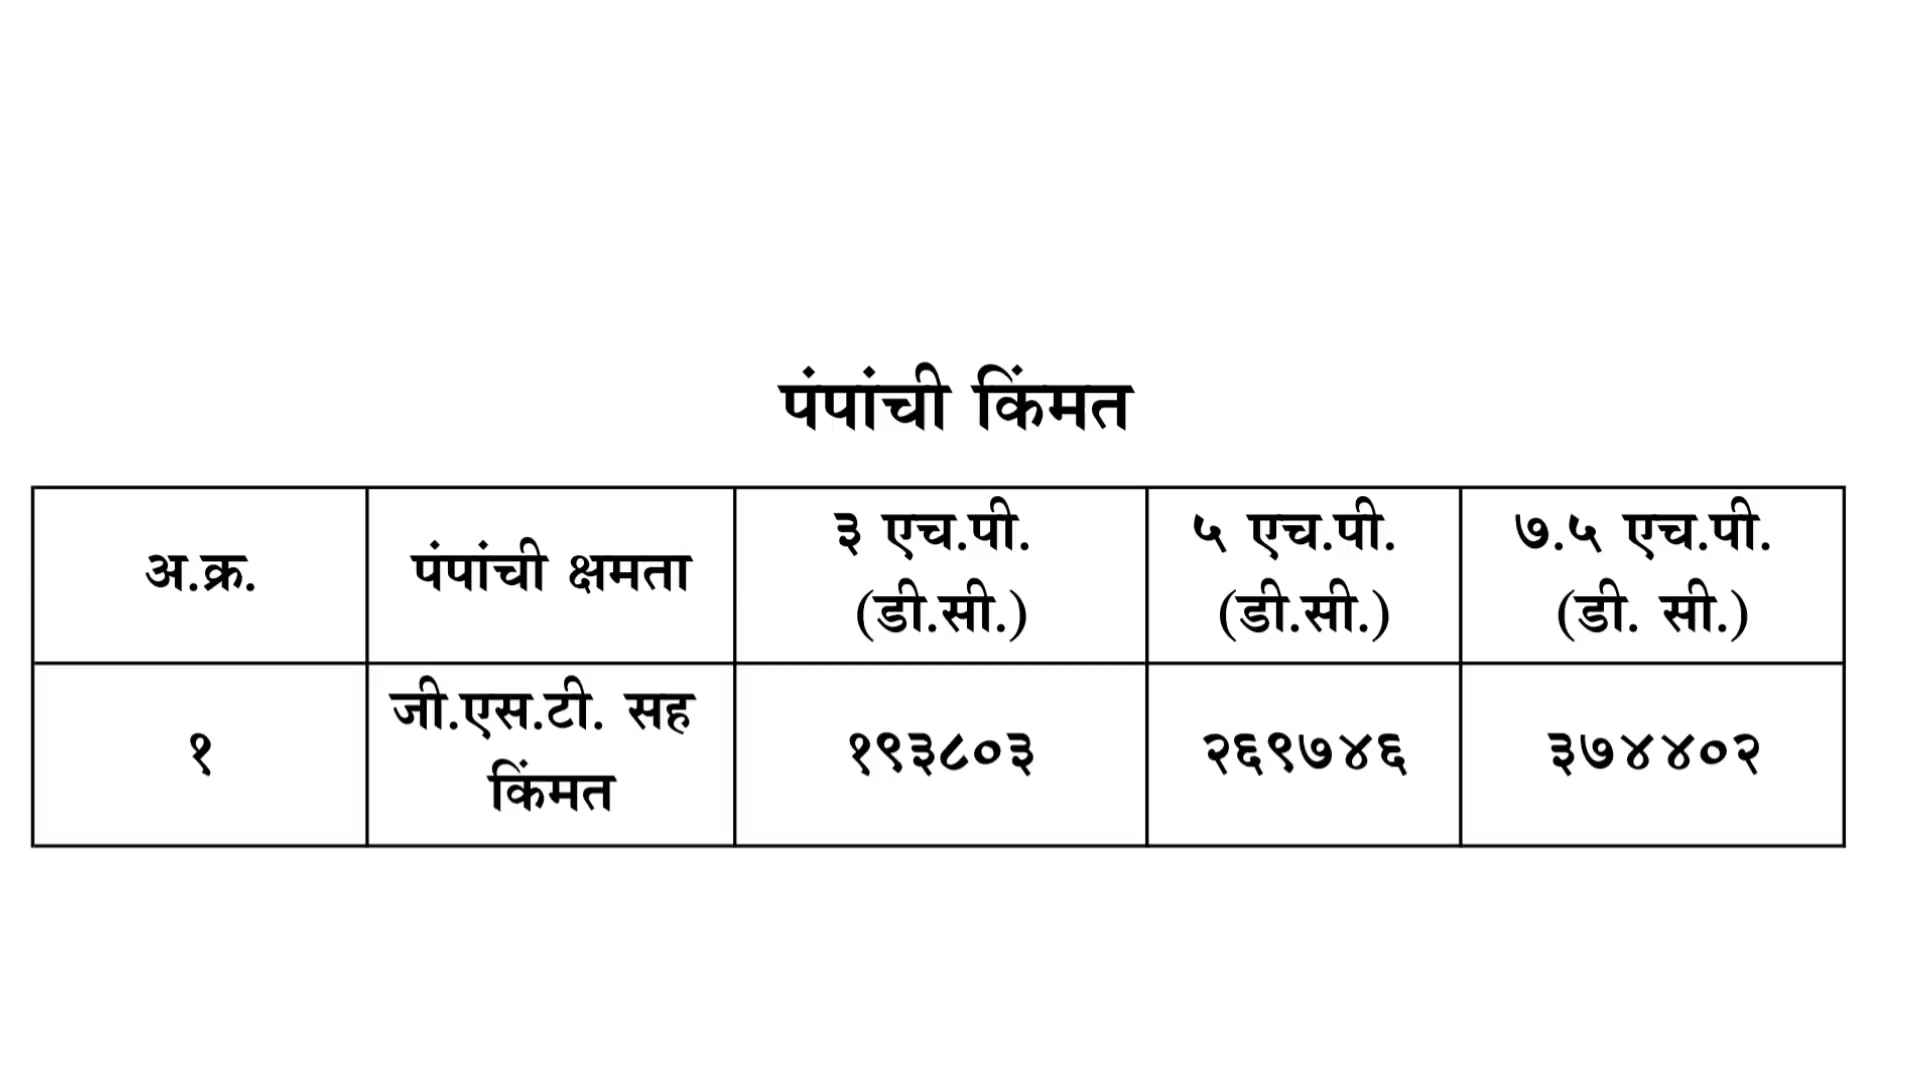 पंपांची किंमत
अ.क्र.
पंपांची क्षमता
३ एच.पी.
(डी.सी.)
५ एच.पी.
(डी.सी.)
७.५ एच.पी.
(डी. सी.)
१
जी.एस.टी. सह
किंमत
१९३८०३
२६९७४६
३७४४०२